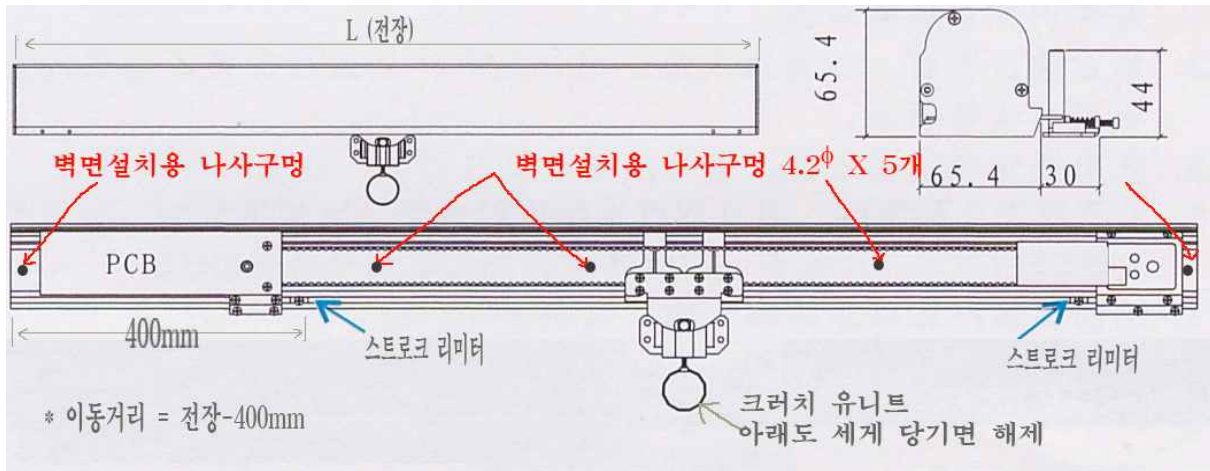 L (전장)
65.4
44
65.4
30
벽면설치용 나사구멍
벽면설치용 나사구멍 4.2ϕ X 5개
PCB
400mm
스트로크 리미터
스트로크 리미터
* 이동거리 = 전장-400mm
크러치 유니트
아래도 세게 당기면 해제